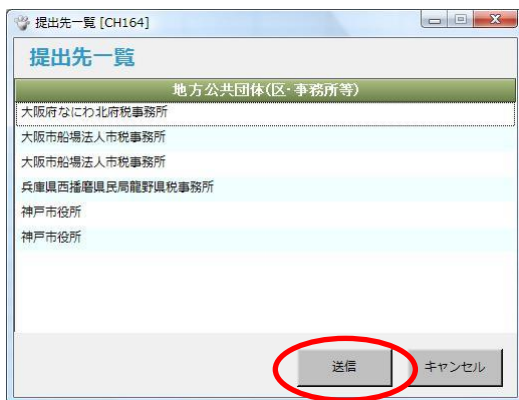 提出先一覧 [CH164]
提出先一覧
地方公共団体(区・事務所等)
大阪府なにわ北府税事務所
大阪市船場法人市税事務所
大阪市船場法人市税事務所
兵庫県西播磨県民局龍野県税事務所
神戸市役所
神戸市役所
送信 キャンセル